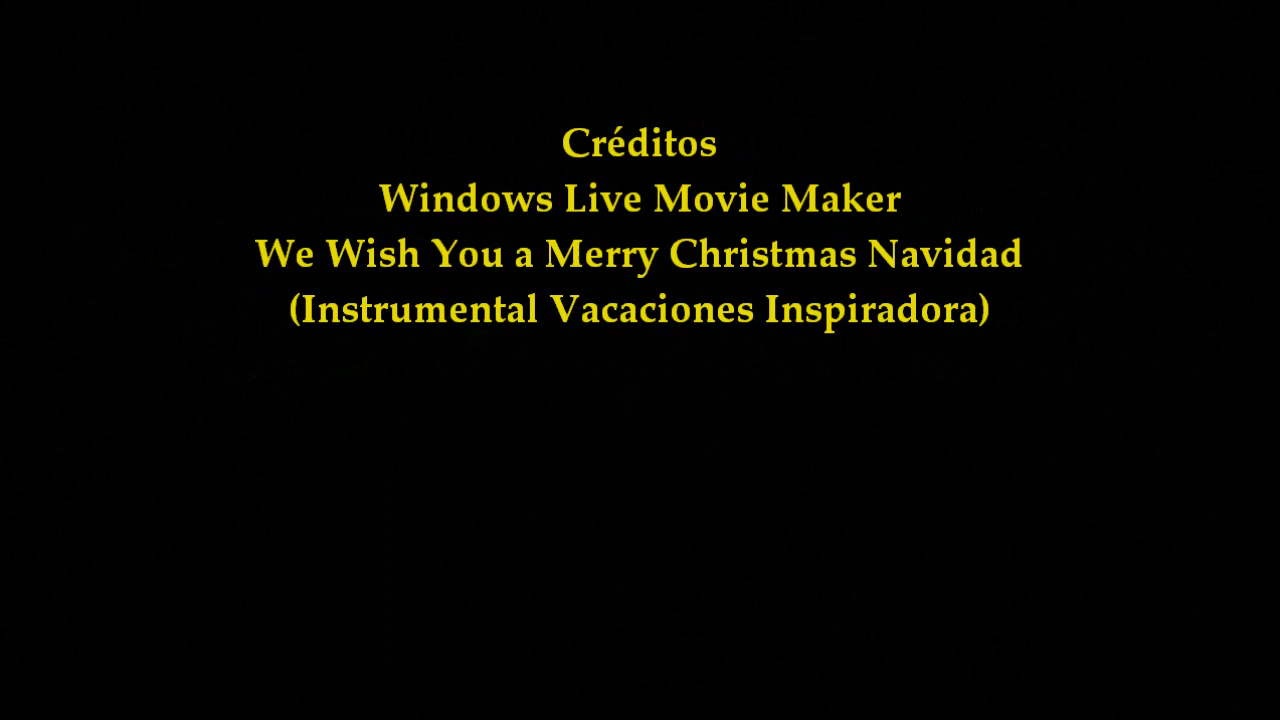 Créditos
Windows Live Movie Maker
We Wish You a Merry Christmas Navidad
(Instrumental Vacaciones Inspiradora)